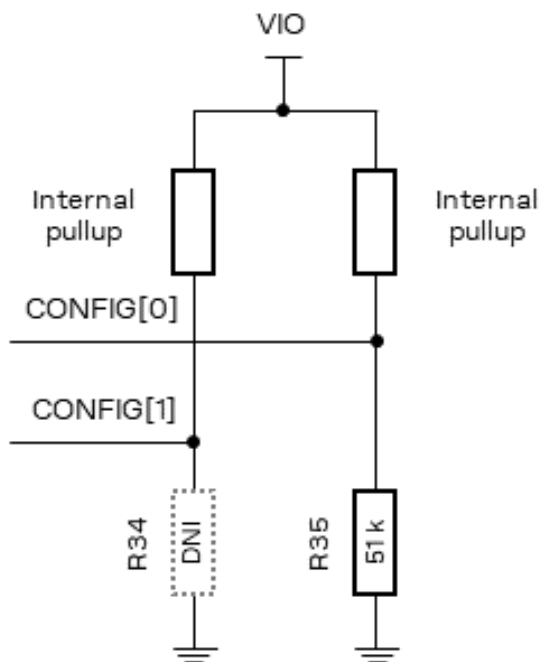 VIO
Internal
pullup
Internal
pullup
CONFIG[0]
CONFIG[1]
R34
DNI
R35
51 k